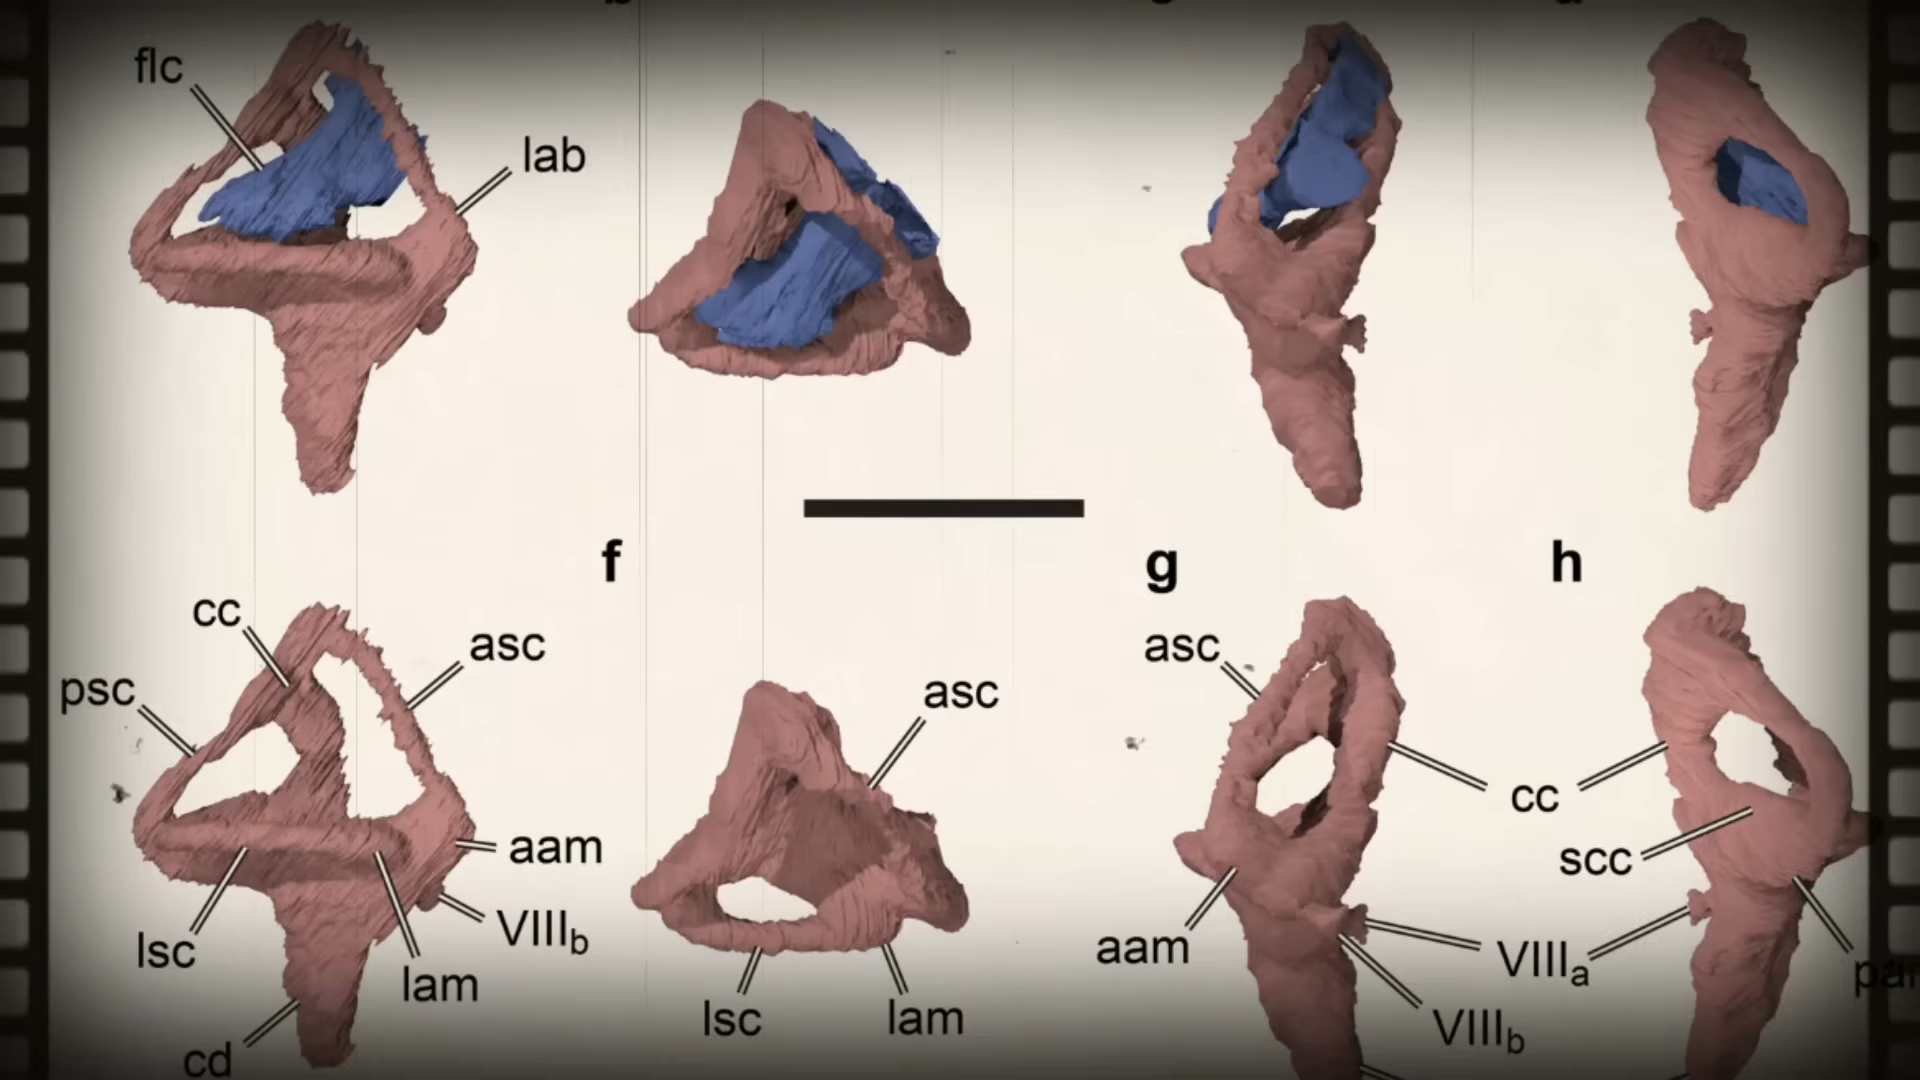 flc
lab
f
g
h
cc
asc
asc
asc
psc
cc
scc
aam
aam
VIIIb
lsc
lam
lsc
lam
VIIIa
VIIIb
cd